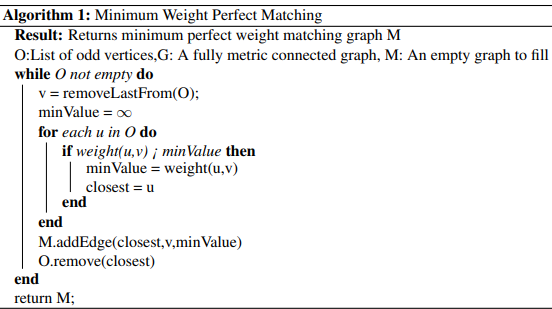 Algorithm 1: Minimum Weight Perfect Matching
Result: Returns minimum perfect weight matching graph M
O:List of odd vertices,G: A fully metric connected graph, M: An empty graph to fill
while O not empty do
v = removeLastFrom(O);
minValue = ∞
for each u in O do
if weight(u,v) ¡ minValue then
minValue = weight(u,v)
closest = u
end
end
M.addEdge(closest,v,minValue)
O.remove(closest)
end
return M;